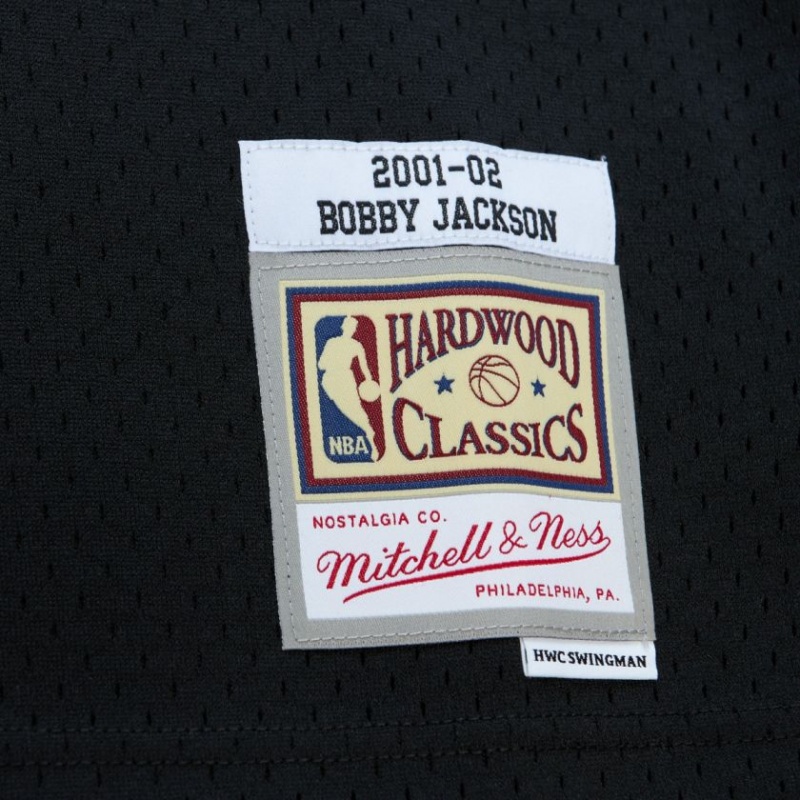 2001-02
BOBBY JACKSON
HARDWOOD
CLASSICS
NBA
NOSTALGIA CO.
Mitchell & Ness
PHILADELPHIA, PA.
HWC SWINGMAN